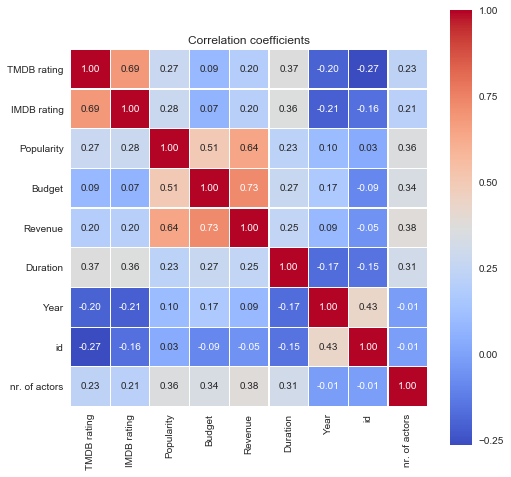 Correlation coefficients
TMDB rating 1.00 0.69 0.27 0.09 0.20 0.37 -0.20 -0.27 0.23
IMDB rating 0.69 1.00 0.28 0.07 0.20 0.36 -0.21 -0.16 0.21
Popularity 0.27 0.28 1.00 0.51 0.64 0.23 0.10 0.03 0.36
Budget 0.09 0.07 0.51 1.00 0.73 0.27 0.17 -0.09 0.34
Revenue 0.20 0.20 0.64 0.73 1.00 0.25 0.09 -0.05 0.38
Duration 0.37 0.36 0.23 0.27 0.25 1.00 -0.17 -0.15 0.31
Year -0.20 -0.21 0.10 0.17 0.09 -0.17 1.00 0.43 -0.01
id -0.27 -0.16 0.03 -0.09 -0.05 -0.15 0.43 1.00 -0.01
nr. of actors 0.23 0.21 0.36 0.34 0.38 0.31 -0.01 -0.01 1.00
TMDB rating IMDB rating Popularity Budget Revenue Duration Year id nr. of actors
1.00
0.75
0.50
0.25
0.00
−0.25